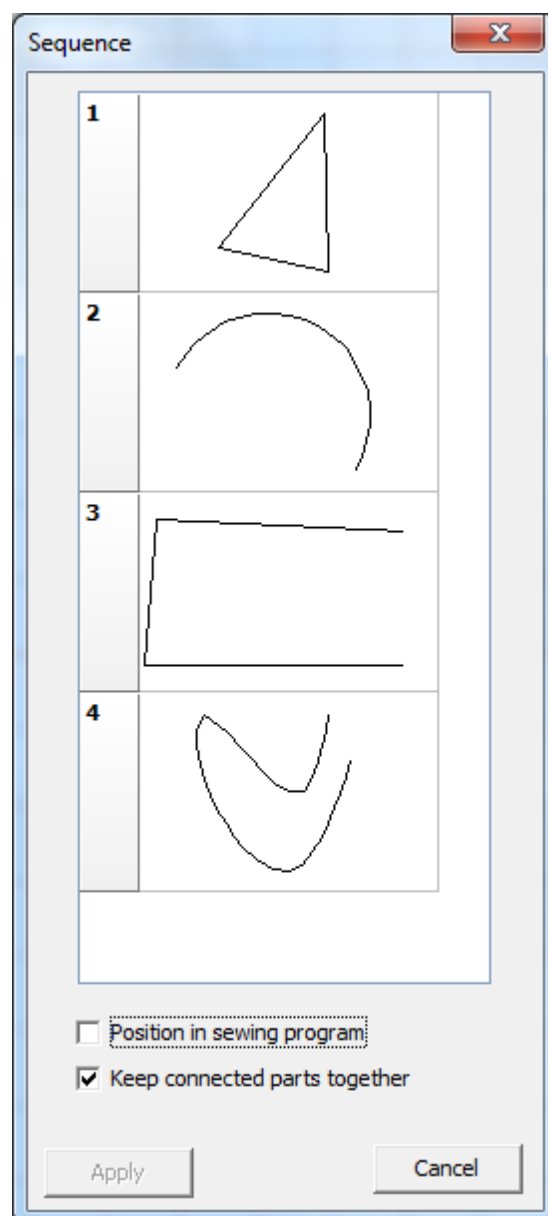 Sequence
1
2
3
4
Position in sewing program
Keep connected parts together
Apply
Cancel